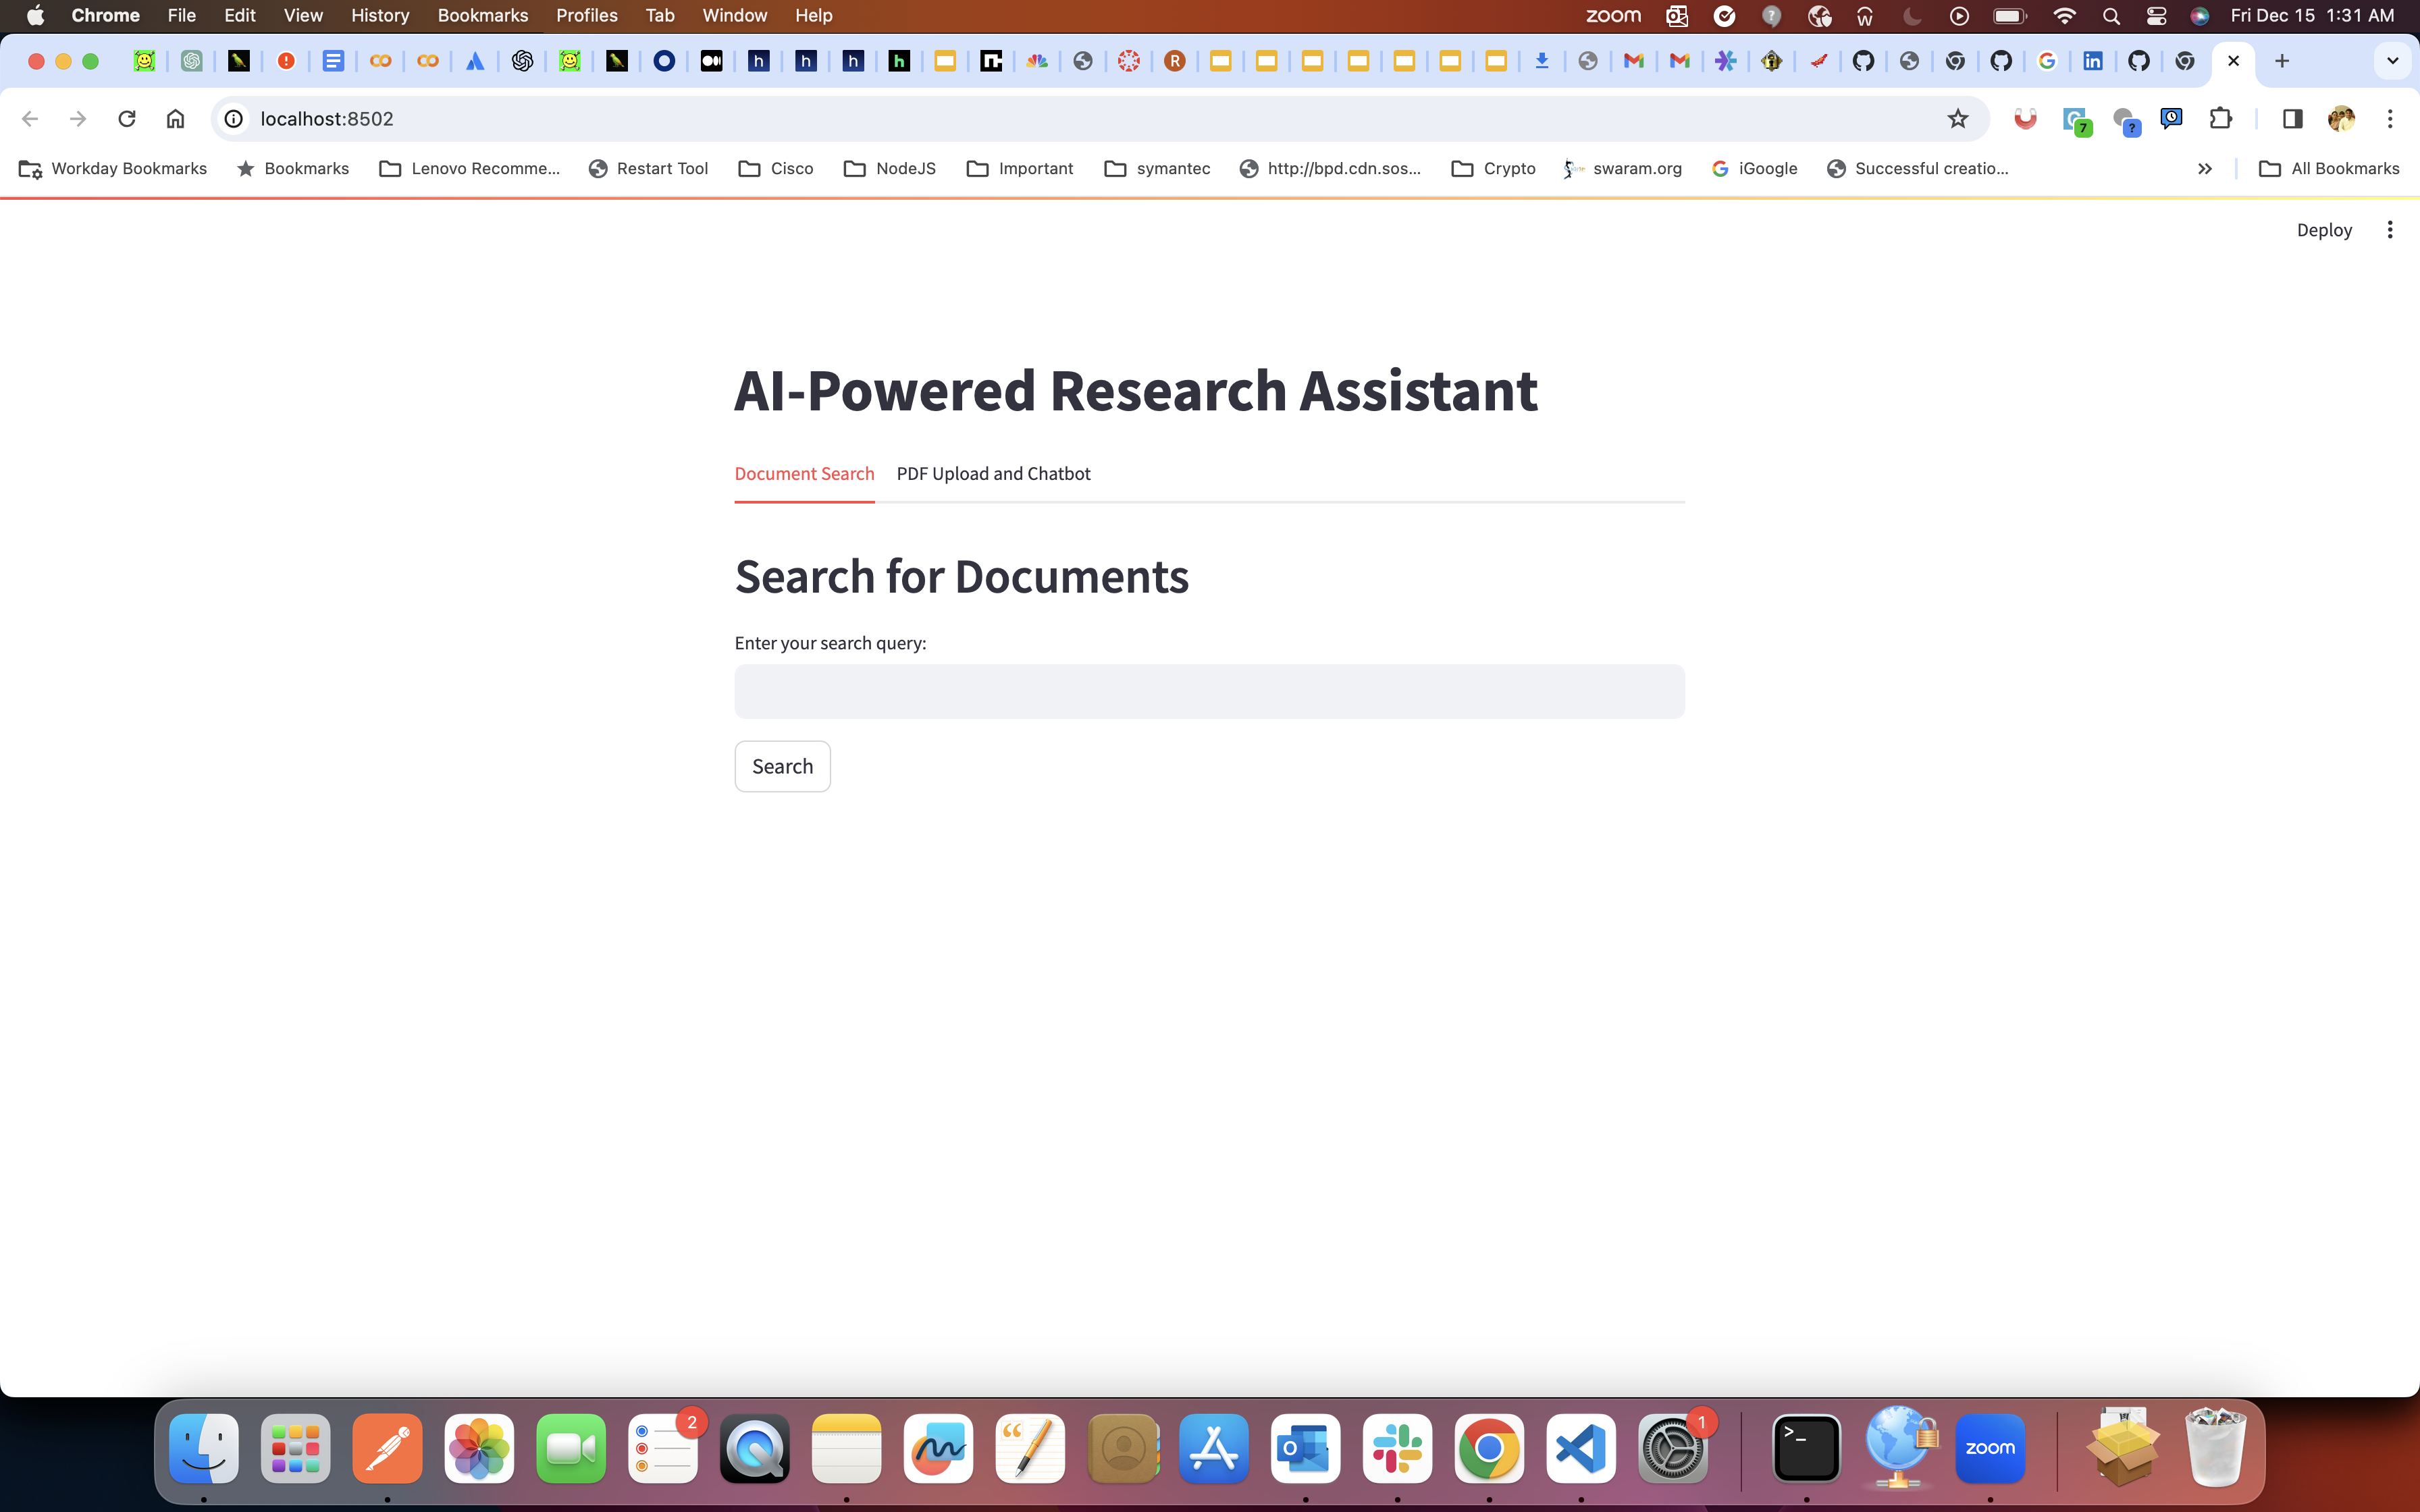 Chrome File Edit View History Bookmarks Profiles Tab Window Help zoom Fri Dec 15 1:31 AM
localhost:8502 7 ?
Workday Bookmarks Bookmarks Lenovo Recomme... Restart Tool Cisco NodeJS Important symantec http://bpd.cdn.sos... Crypto swaram.org iGoogle Successful creatio... » All Bookmarks
Deploy
AI-Powered Research Assistant
Document Search PDF Upload and Chatbot
Search for Documents
Enter your search query:
Search
2 1
zoom